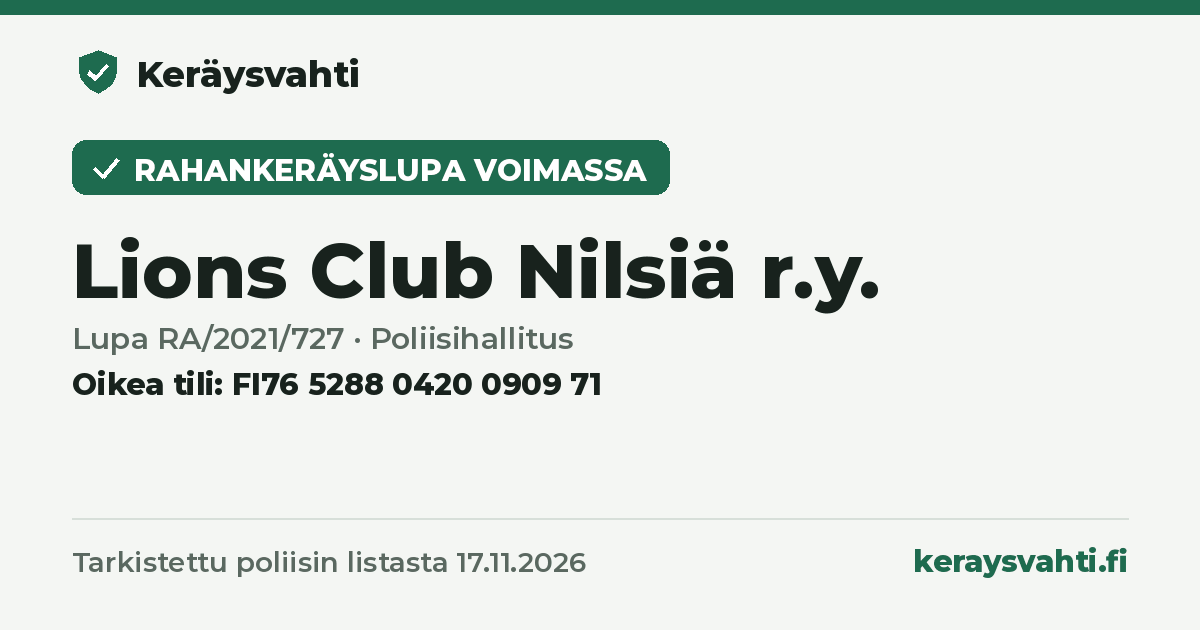 Keräysvahti
RAHANKERÄYSLUPA VOIMASSA
Lions Club Nilsiä r.y.
Lupa RA/2021/727 · Poliisihallitus
Oikea tili: FI76 5288 0420 0909 71
Tarkistettu poliisin listasta 17.11.2026
keraysvahti.fi